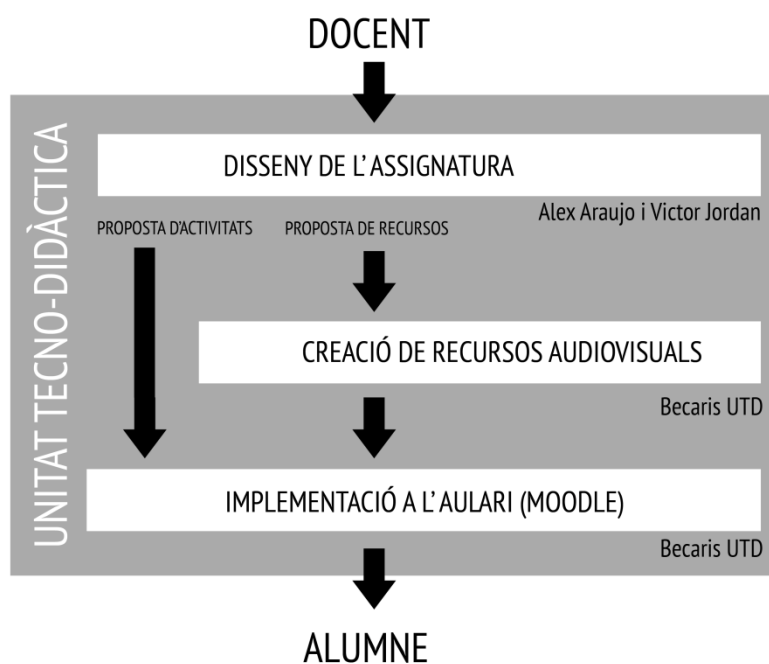 DOCENT
UNITAT TECNO-DIDÀCTICA
DISSENY DE L'ASSIGNATURA
Alex Araujo i Victor Jordan
PROPOSTA D'ACTIVITATS
PROPOSTA DE RECURSOS
CREACIÓ DE RECURSOS AUDIOVISUALS
Becaris UTD
IMPLEMENTACIÓ A L'AULARI (MOODLE)
Becaris UTD
ALUMNE